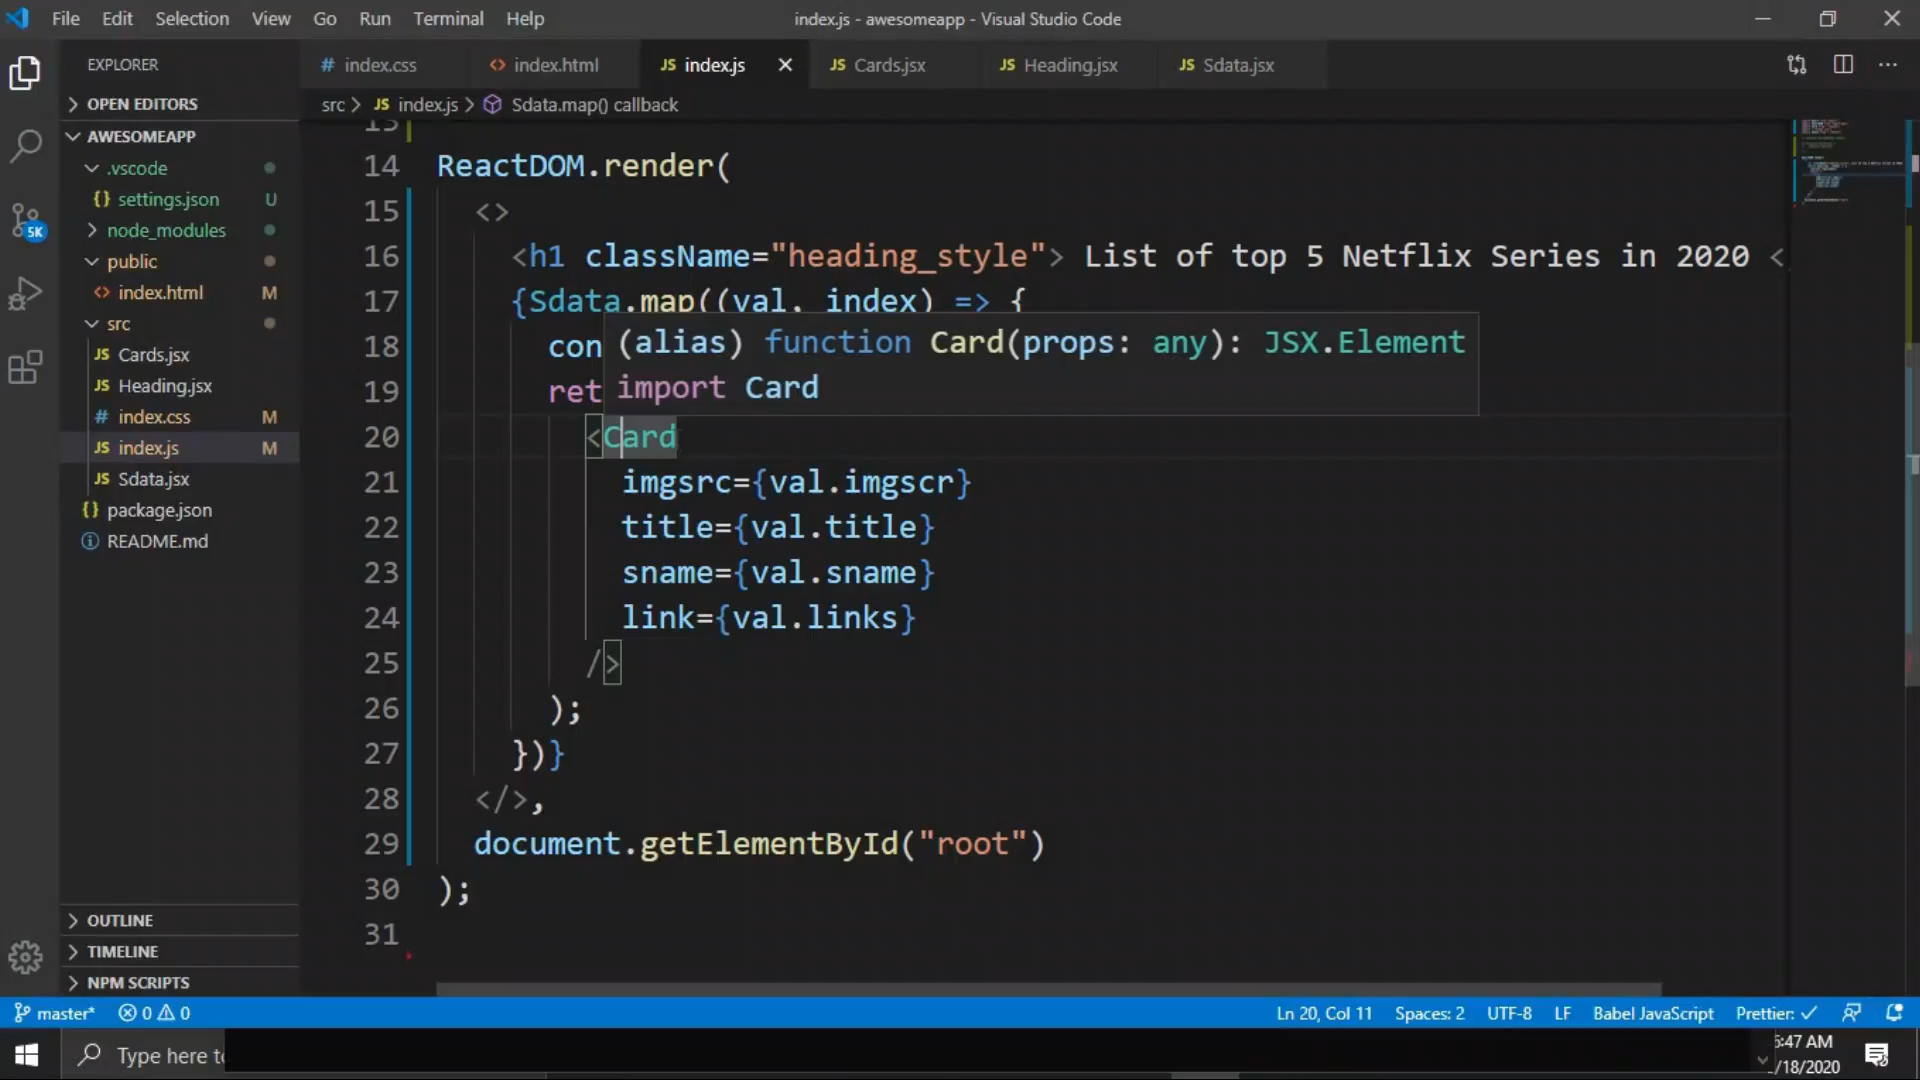 File Edit Selection View Go Run Terminal Help
index.js - awesomeapp - Visual Studio Code
EXPLORER
# index.css
<> index.html
JS index.js
JS Cards.jsx
JS Heading.jsx
JS Sdata.jsx
src > JS index.js > Sdata.map() callback
OPEN EDITORS
AWESOMEAPP
.vscode
{} settings.json U
node_modules
public
<> index.html M
src
JS Cards.jsx
JS Heading.jsx
# index.css M
JS index.js M
JS Sdata.jsx
{} package.json
README.md
OUTLINE
TIMELINE
NPM SCRIPTS
5K
13
14 ReactDOM.render(
15 <>
16 <h1 className="heading_style"> List of top 5 Netflix Series in 2020 <
17 {Sdata.map((val, index) => {
18 con
(alias) function Card(props: any): JSX.Element
19 ret
import Card
20 <Card
21 imgsrc={val.imgscr}
22 title={val.title}
23 sname={val.sname}
24 link={val.links}
25 />
26 );
27 })}
28 </>,
29 document.getElementById("root")
30 );
31
master* 0 0
Ln 20, Col 11 Spaces: 2 UTF-8 LF Babel JavaScript Prettier: ✓
Type here to
:47 AM
/18/2020